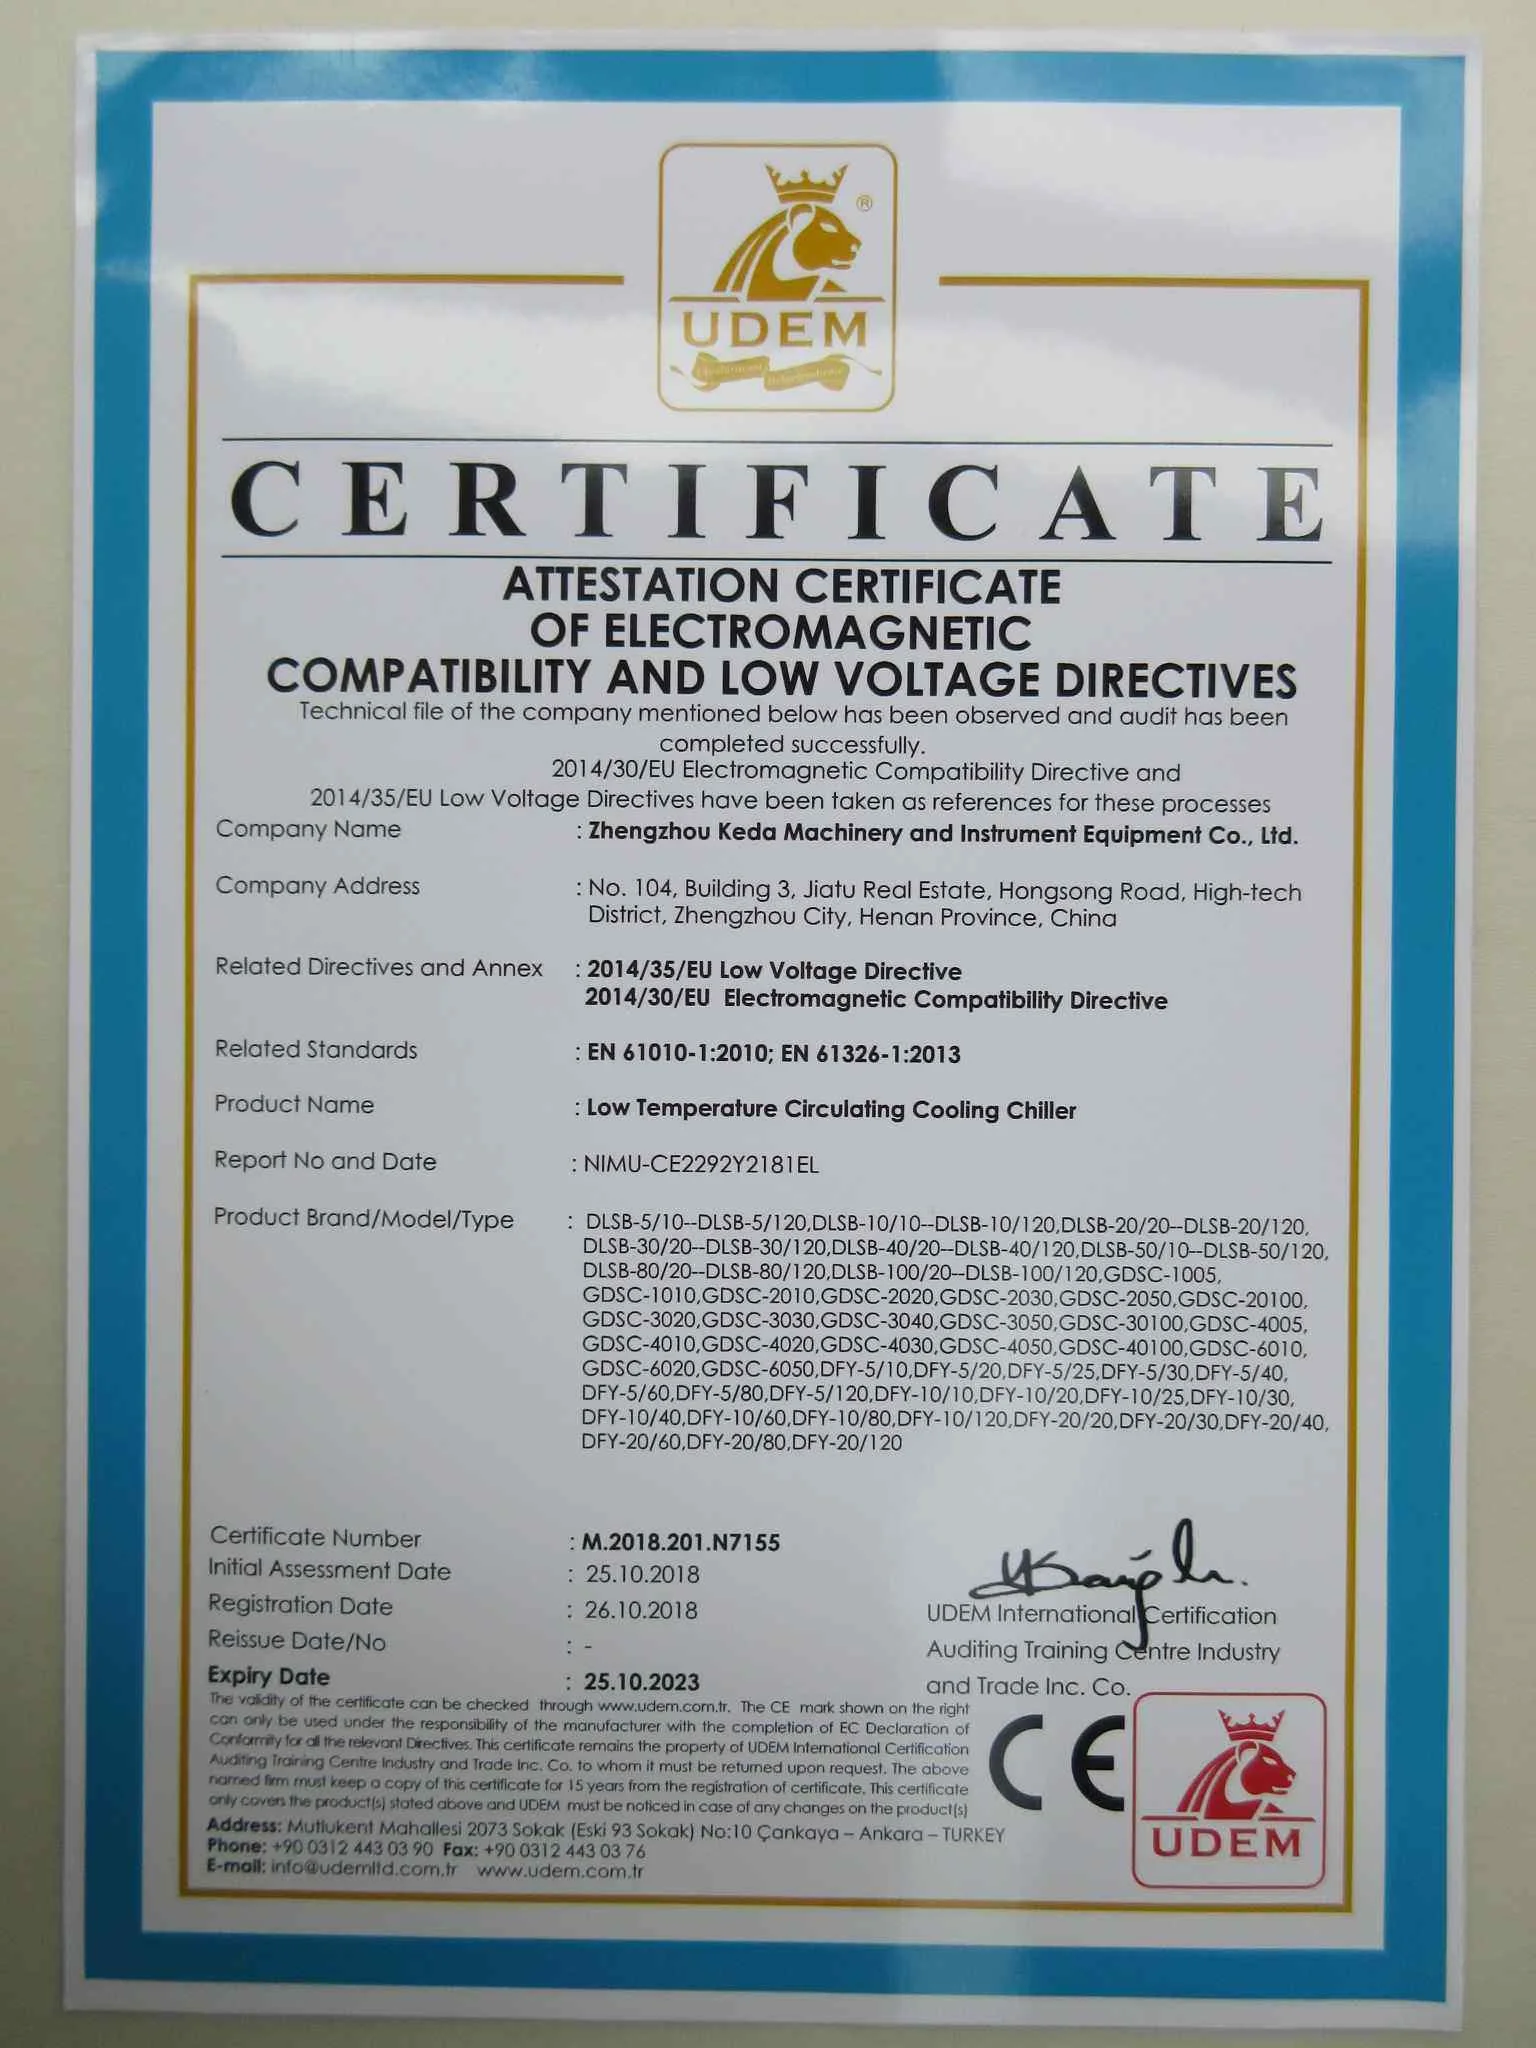 ®
UDEM
CERTIFICATE
ATTESTATION CERTIFICATE
OF ELECTROMAGNETIC
COMPATIBILITY AND LOW VOLTAGE DIRECTIVES
Technical file of the company mentioned below has been observed and audit has been
completed successfully.
2014/30/EU Electromagnetic Compatibility Directive and
2014/35/EU Low Voltage Directives have been taken as references for these processes
Company Name : Zhengzhou Keda Machinery and Instrument Equipment Co., Ltd.
Company Address : No. 104, Building 3, Jiatu Real Estate, Hongsong Road, High-tech
District, Zhengzhou City, Henan Province, China
Related Directives and Annex : 2014/35/EU Low Voltage Directive
2014/30/EU Electromagnetic Compatibility Directive
Related Standards : EN 61010-1:2010; EN 61326-1:2013
Product Name : Low Temperature Circulating Cooling Chiller
Report No and Date : NIMU-CE2292Y2181EL
Product Brand/Model/Type : DLSB-5/10--DLSB-5/120,DLSB-10/10--DLSB-10/120,DLSB-20/20--DLSB-20/120,
DLSB-30/20--DLSB-30/120,DLSB-40/20--DLSB-40/120,DLSB-50/10--DLSB-50/120,
DLSB-80/20--DLSB-80/120,DLSB-100/20--DLSB-100/120,GDSC-1005,
GDSC-1010,GDSC-2010,GDSC-2020,GDSC-2030,GDSC-2050,GDSC-20100,
GDSC-3020,GDSC-3030,GDSC-3040,GDSC-3050,GDSC-30100,GDSC-4005,
GDSC-4010,GDSC-4020,GDSC-4030,GDSC-4050,GDSC-40100,GDSC-6010,
GDSC-6020,GDSC-6050,DFY-5/10,DFY-5/20,DFY-5/25,DFY-5/30,DFY-5/40,
DFY-5/60,DFY-5/80,DFY-5/120,DFY-10/10,DFY-10/20,DFY-10/25,DFY-10/30,
DFY-10/40,DFY-10/60,DFY-10/80,DFY-10/120,DFY-20/20,DFY-20/30,DFY-20/40,
DFY-20/60,DFY-20/80,DFY-20/120
Certificate Number : M.2018.201.N7155
Initial Assessment Date : 25.10.2018
Registration Date : 26.10.2018
Reissue Date/No : -
Expiry Date : 25.10.2023
UDEM International Certification
Auditing Training Centre Industry
and Trade Inc. Co.
The validity of the certificate can be checked through www.udem.com.tr. The CE mark shown on the right
can only be used under the responsibility of the manufacturer with the completion of EC Declaration of
Conformity for all the relevant Directives. This certificate remains the property of UDEM International Certification
Auditing Training Centre Industry and Trade Inc. Co. to whom it must be returned upon request. The above
named firm must keep a copy of this certificate for 15 years from the registration of certificate. This certificate
only covers the product(s) stated above and UDEM must be noticed in case of any changes on the product(s)
Address: Mutlukent Mahallesi 2073 Sokak (Eski 93 Sokak) No:10 Çankaya – Ankara – TURKEY
Phone: +90 0312 443 03 90 Fax: +90 0312 443 03 76
E-mail: info@udemltd.com.tr www.udem.com.tr
CE
UDEM